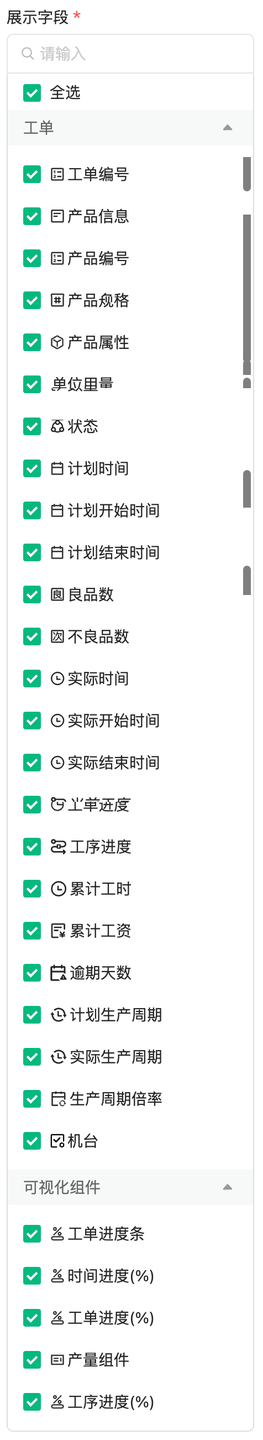 展示字段 *
请输入
全选
工单
工单编号
产品信息
产品编号
产品规格
产品属性
单位用量
状态
计划时间
计划开始时间
计划结束时间
良品数
不良品数
实际时间
实际开始时间
实际结束时间
工单进度
工序进度
累计工时
累计工资
逾期天数
计划生产周期
实际生产周期
生产周期倍率
机台
可视化组件
工单进度条
时间进度(%)
工单进度(%)
产量组件
工序进度(%)